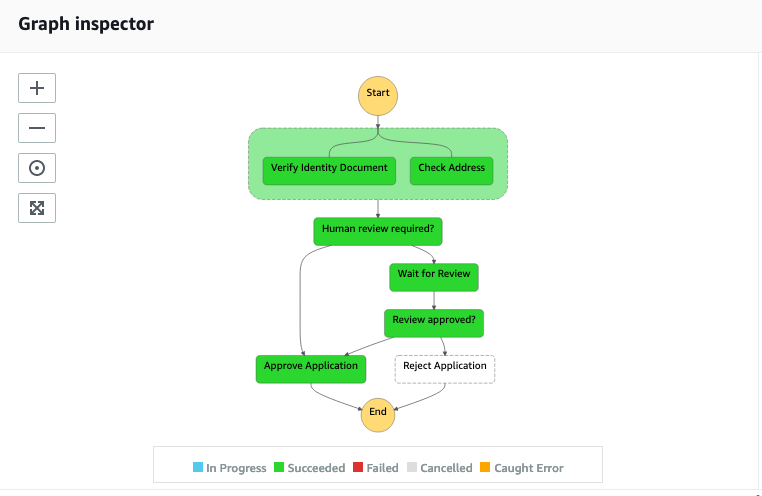 Graph inspector
Start
Verify Identity Document
Check Address
Human review required?
Wait for Review
Review approved?
Approve Application
Reject Application
End
In Progress Succeeded Failed Cancelled Caught Error